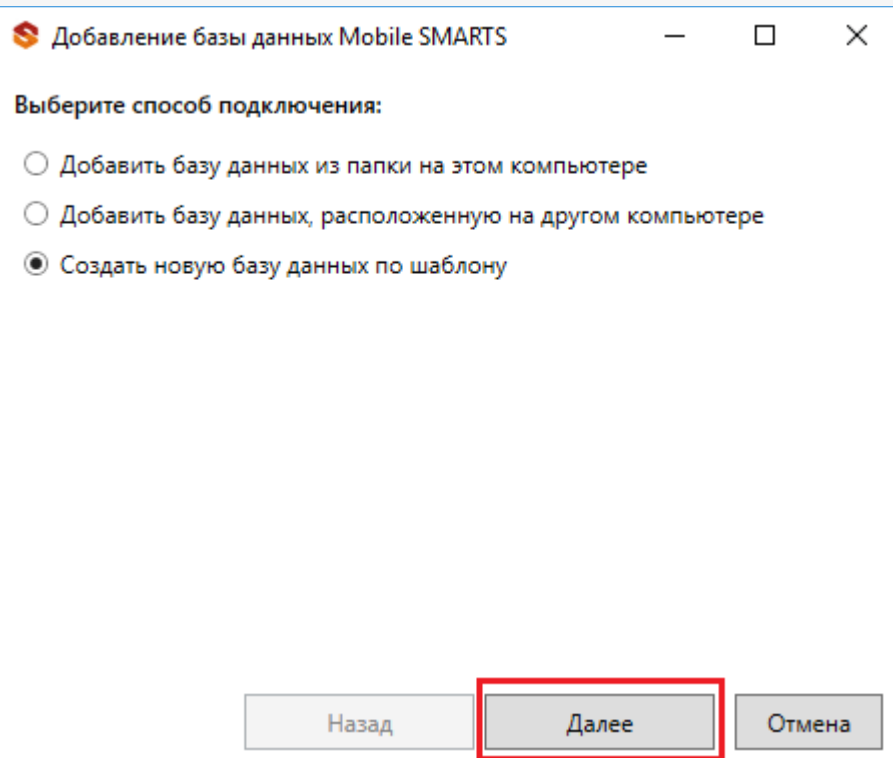 Добавление базы данных Mobile SMARTS
Выберите способ подключения:
Добавить базу данных из папки на этом компьютере
Добавить базу данных, расположенную на другом компьютере
Создать новую базу данных по шаблону
Назад Далее Отмена